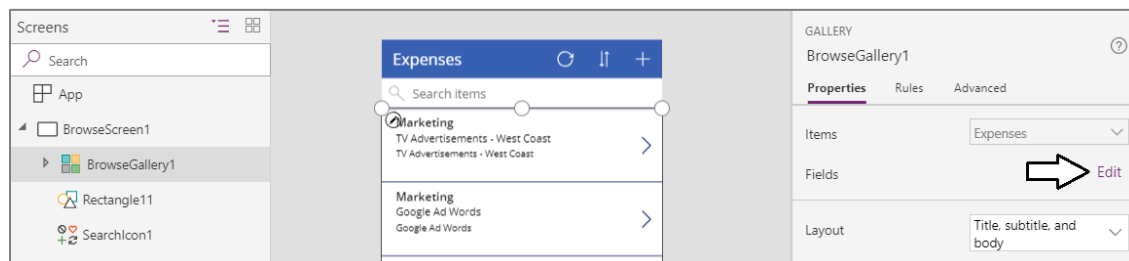 Screens
Search
App
BrowseScreen1
BrowseGallery1
Rectangle11
SearchIcon1
Expenses
Search items
Marketing
TV Advertisements - West Coast
TV Advertisements - West Coast
Marketing
Google Ad Words
Google Ad Words
GALLERY
BrowseGallery1
?
Properties Rules Advanced
Items Expenses
Fields Edit
Layout Title, subtitle, and
body